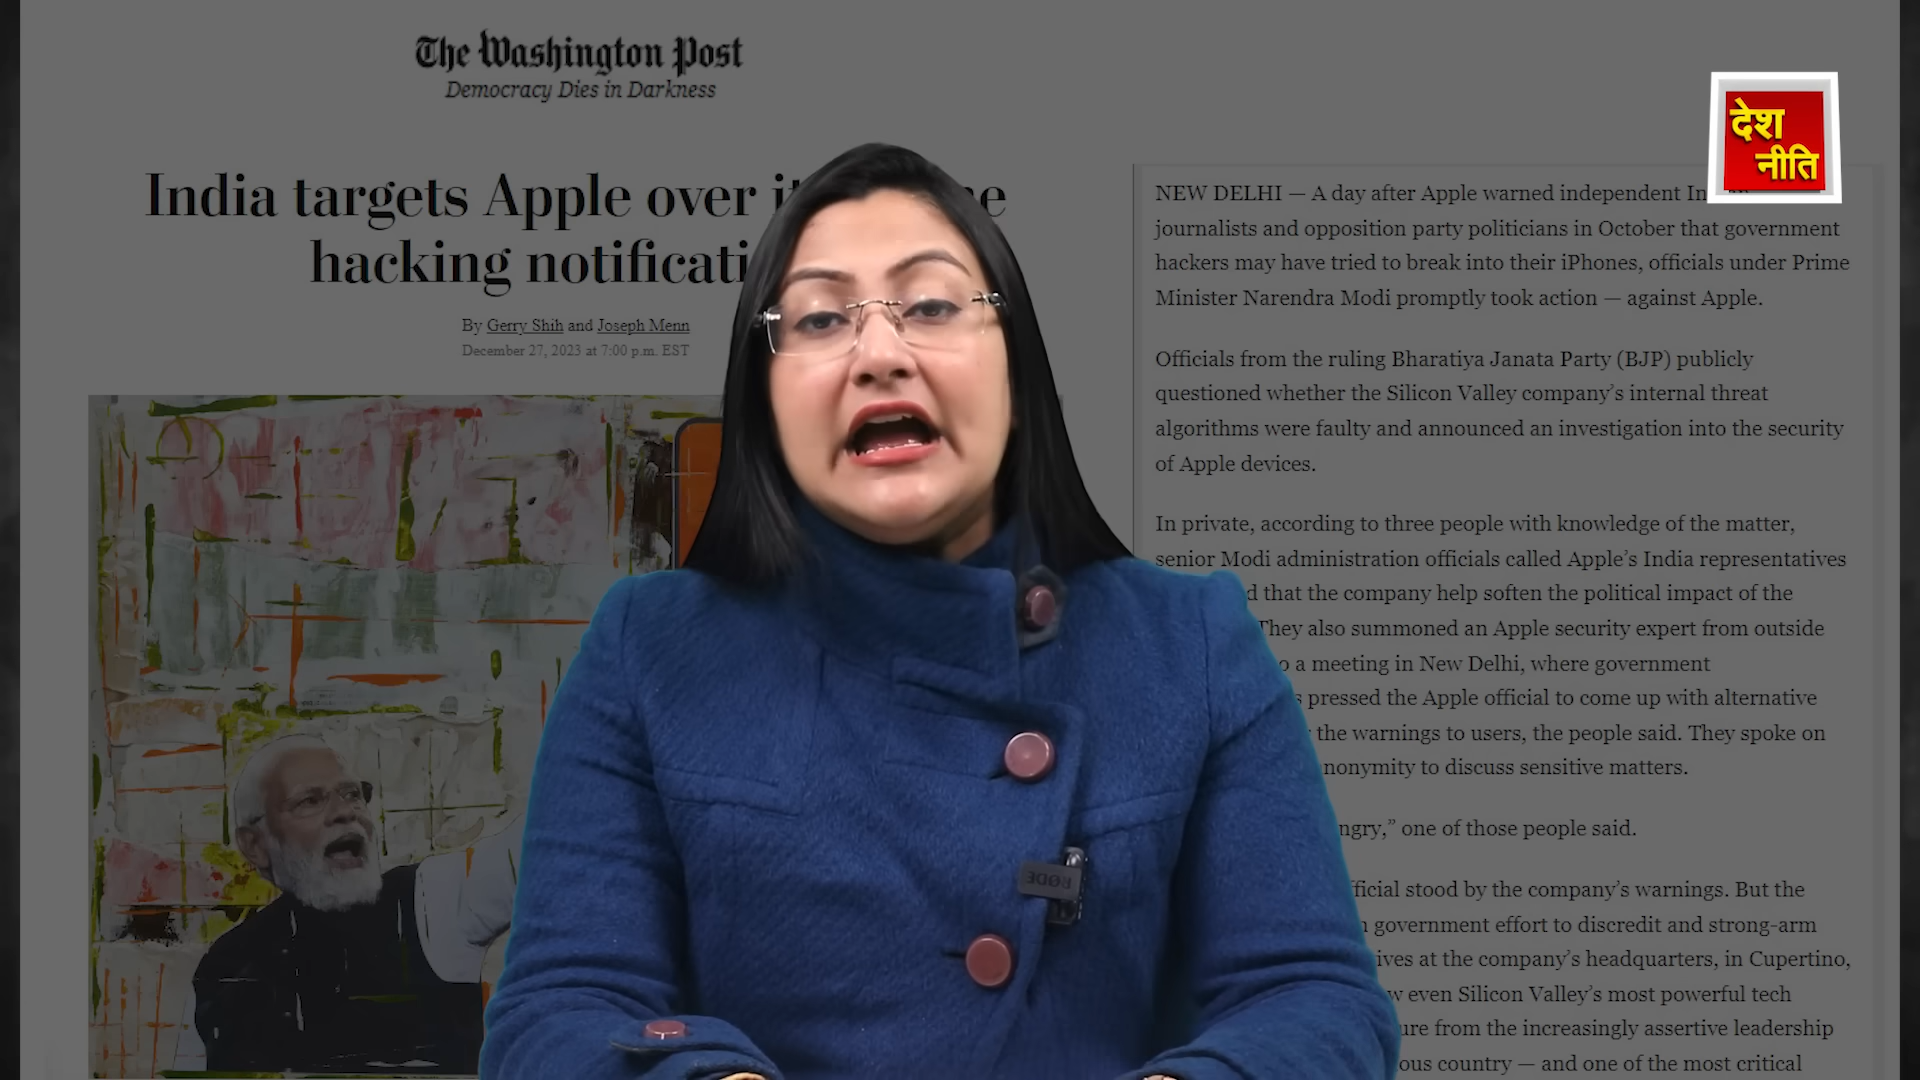 The Washington Post
Democracy Dies in Darkness
India targets Apple over
hacking
By Gerry Shih and Joseph Menn
December 27, 2023 at 7:00 p.m. EST
देश
नीति
NEW DELHI — A day after Apple warned independent
journalists and opposition party politicians in October that government
hackers may have tried to break into their iPhones, officials under Prime
Minister Narendra Modi promptly took action — against Apple.
Officials from the ruling Bharatiya Janata Party (BJP) publicly
questioned whether the Silicon Valley company's internal threat
algorithms were faulty and announced an investigation into the security
of Apple devices.
In private, according to three people with knowledge of the matter,
senior Modi administration officials called Apple's India representatives
that the company help soften the political impact of the
They also summoned an Apple security expert from outside
a meeting in New Delhi, where government
pressed the Apple official to come up with alternative
the warnings to users, the people said. They spoke on
to discuss sensitive matters.
one of those people said.
stood by the company's warnings. But the
government effort to discredit and strong-arm
at the company's headquarters, in Cupertino,
even Silicon Valley's most powerful tech
from the increasingly assertive leadership
country — and one of the most critical
RØDE